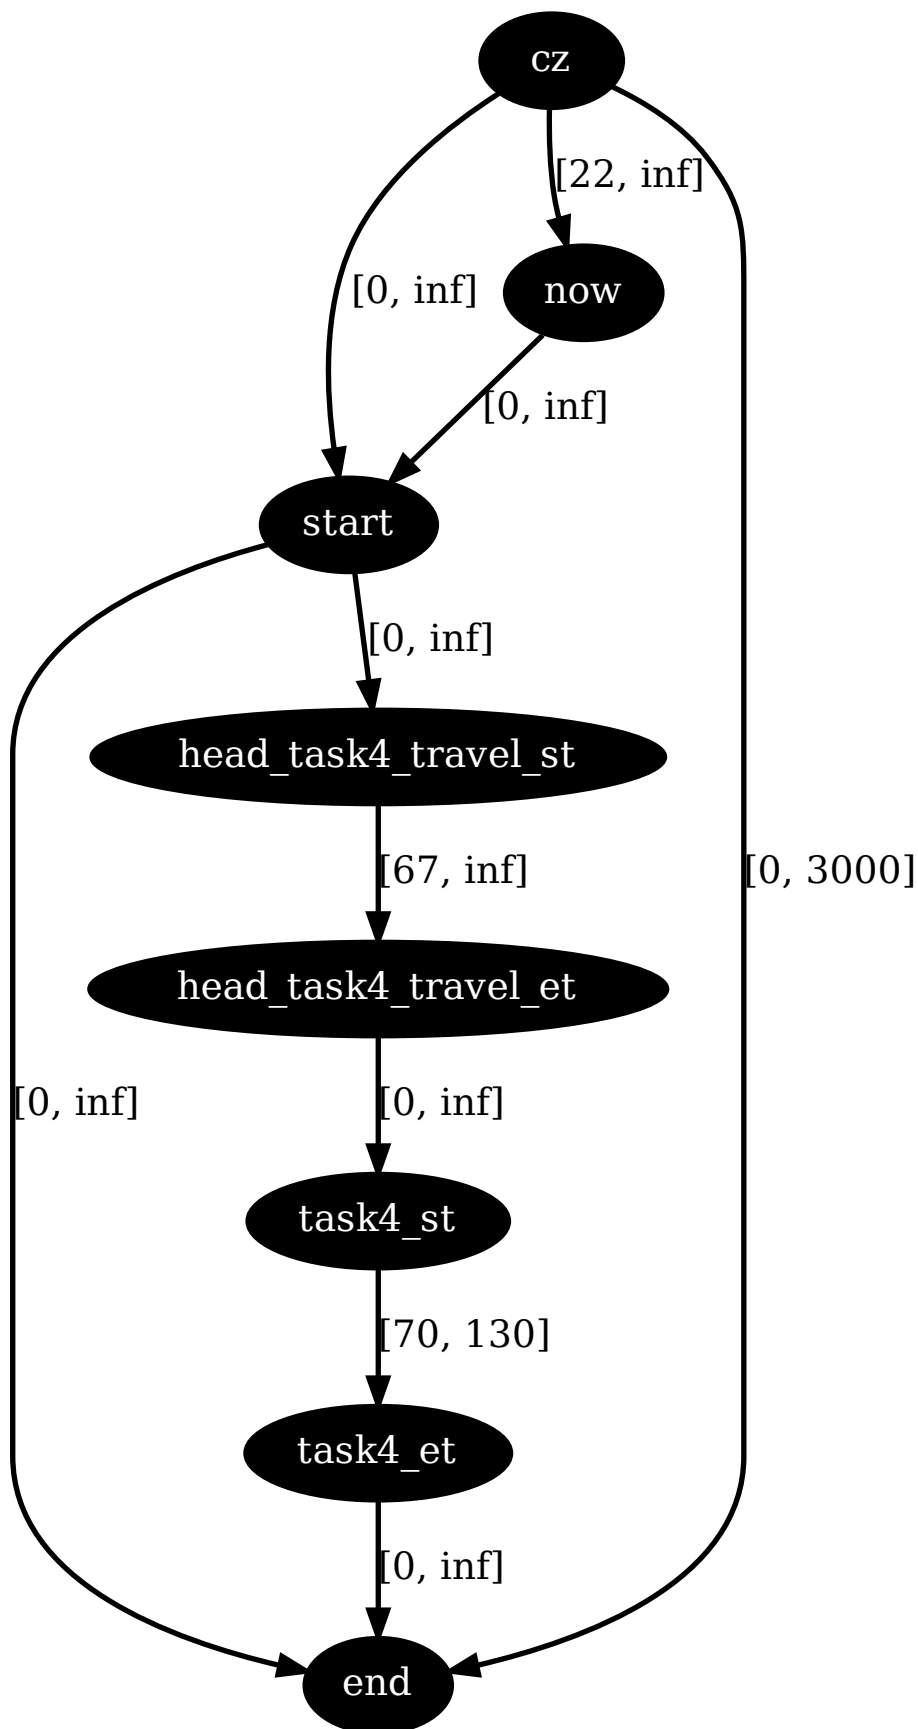 cz
[22, inf]
[0, inf]
now
[0, inf]
start
[0, inf]
head_task4_travel_st
[67, inf]
[0, 3000]
head_task4_travel_et
[0, inf]
[0, inf]
task4_st
[70, 130]
task4_et
[0, inf]
end